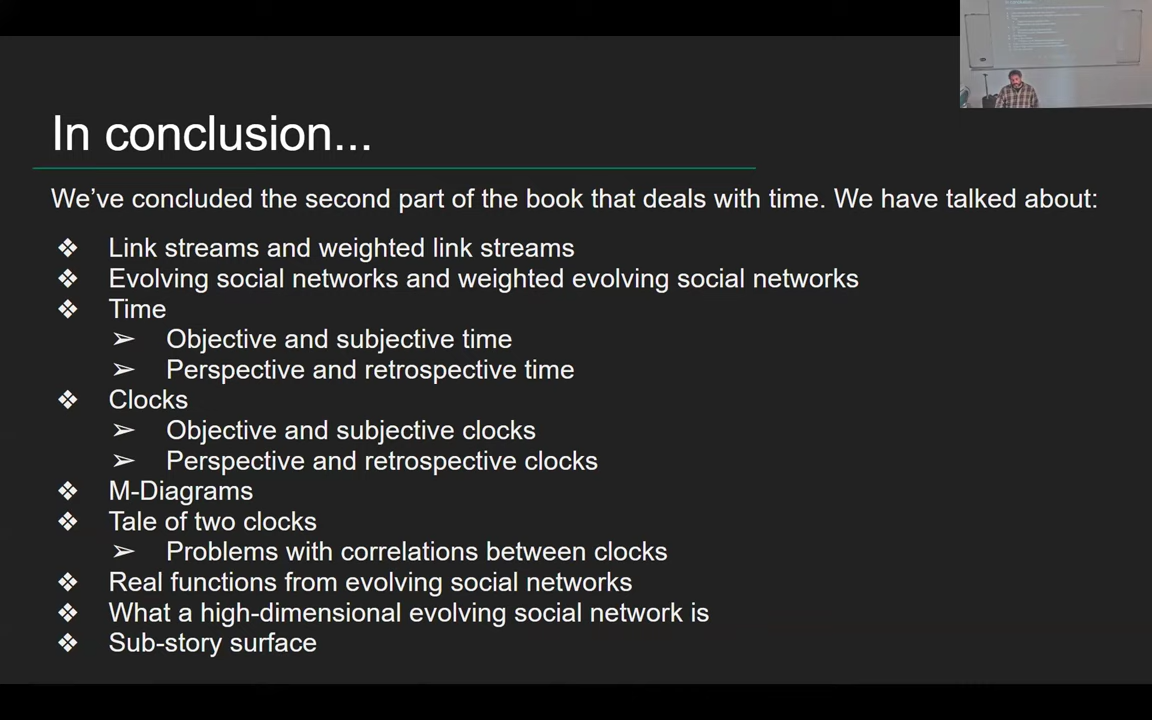 In conclusion...
We’ve concluded the second part of the book that deals with time. We have talked about:
❖ Link streams and weighted link streams
❖ Evolving social networks and weighted evolving social networks
❖ Time
➢ Objective and subjective time
➢ Perspective and retrospective time
❖ Clocks
➢ Objective and subjective clocks
➢ Perspective and retrospective clocks
❖ M-Diagrams
❖ Tale of two clocks
➢ Problems with correlations between clocks
❖ Real functions from evolving social networks
❖ What a high-dimensional evolving social network is
❖ Sub-story surface